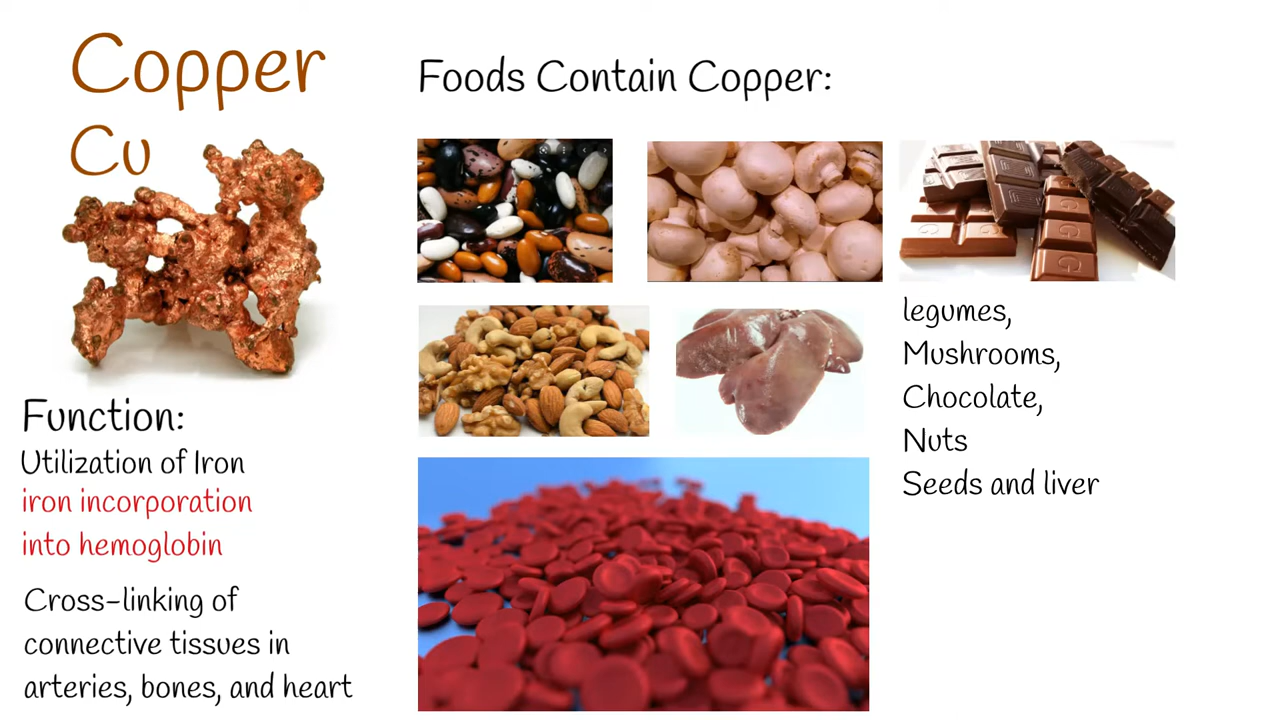 Copper
Cu
Function:
Utilization of Iron
iron incorporation
into hemoglobin
Cross-linking of
connective tissues in
arteries, bones, and heart
Foods Contain Copper:
legumes,
Mushrooms,
Chocolate,
Nuts
Seeds and liver